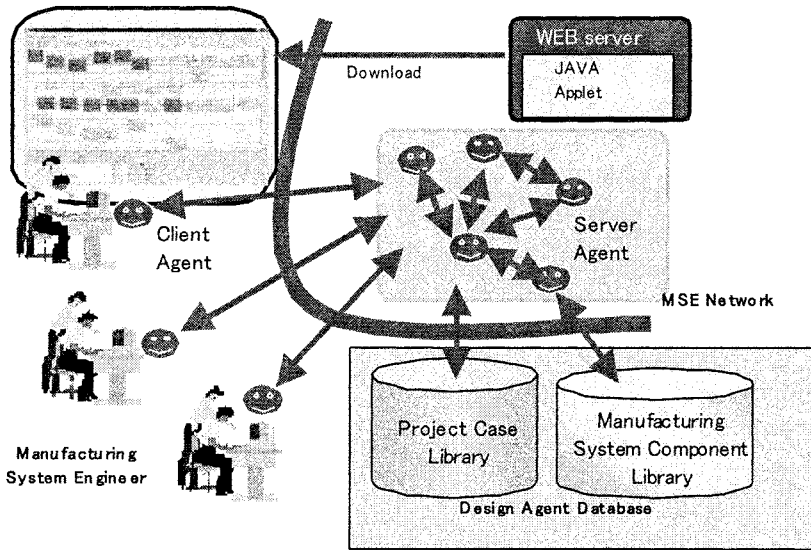 WEB server
JAVA
Applet
Download
Client
Agent
Server
Agent
MSE Network
Manufacturing
System Engineer
Project Case
Library
Manufacturing
System Component
Library
Design Agent Database